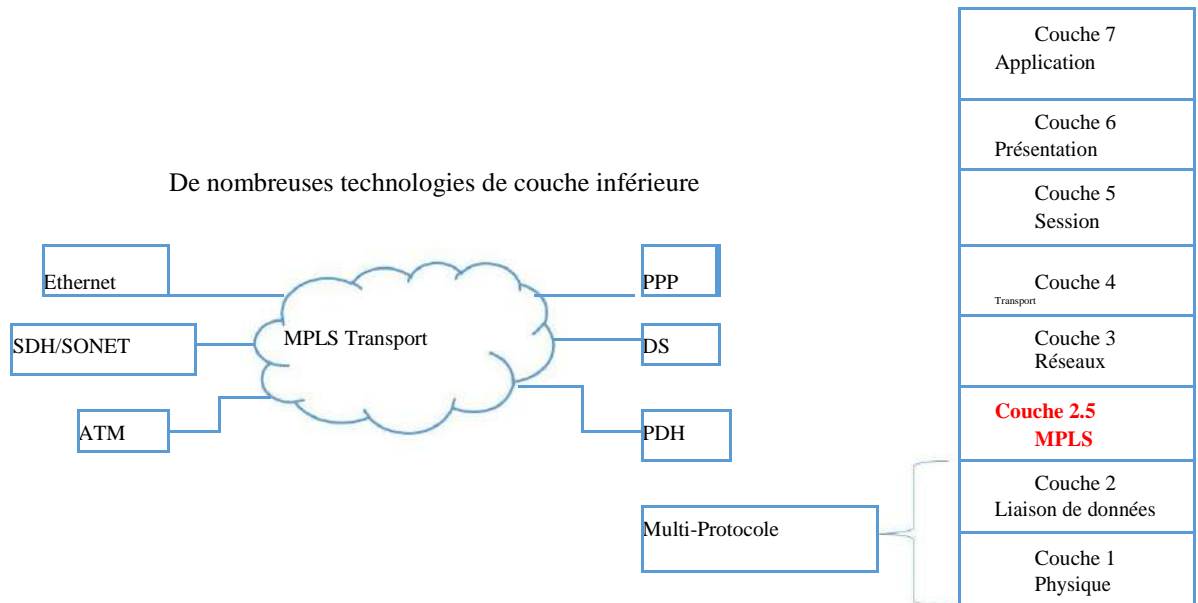 De nombreuses technologies de couche inférieure
Ethernet
SDH/SONET
ATM
MPLS Transport
PPP
DS
PDH
Multi-Protocole
Couche 7
Application
Couche 6
Présentation
Couche 5
Session
Couche 4
Transport
Couche 3
Réseaux
Couche 2.5
MPLS
Couche 2
Liaison de données
Couche 1
Physique